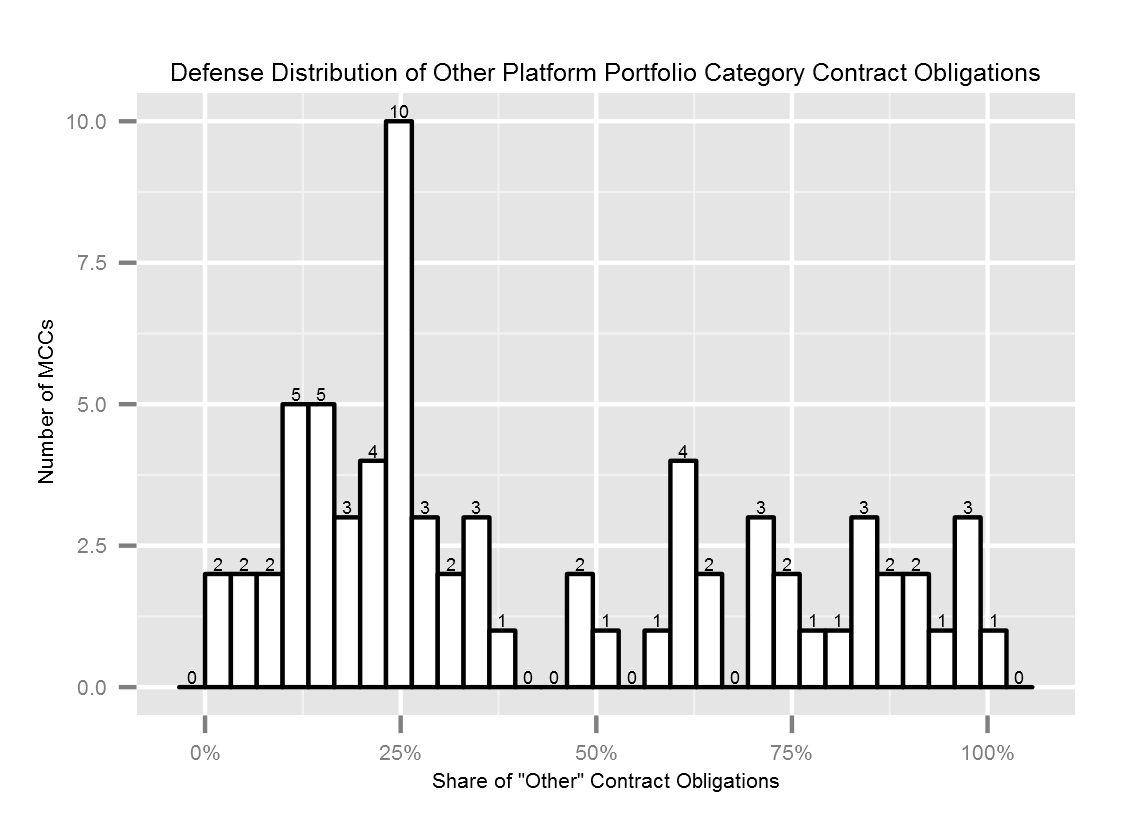 Defense Distribution of Other Platform Portfolio Category Contract Obligations
10
10.0
7.5
5 5
5.0
4 4
3 3 3 3 3 3
2.5
2 2 2 2 2 2 2 2 2
1 1 1 1 1 1 1
0 0 0 0 0 0
0.0
Number of MCCs
0% 25% 50% 75% 100%
Share of "Other" Contract Obligations